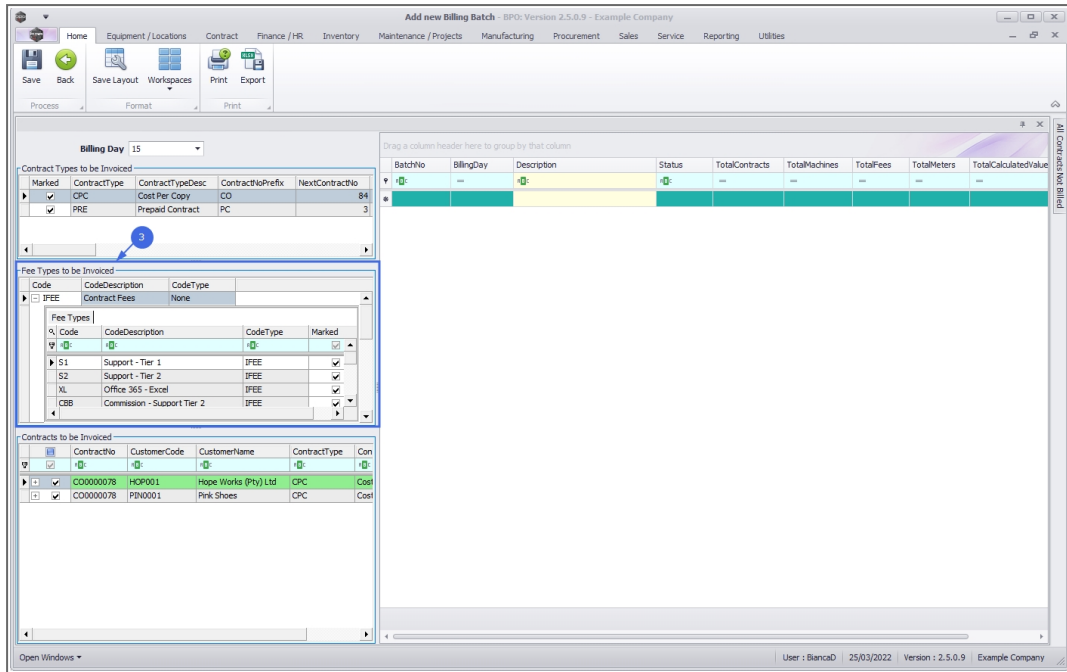 Add new Billing Batch - BPO: Version 2.5.0.9 - Example Company
Home Equipment / Locations Contract Finance / HR Inventory Maintenance / Projects Manufacturing Procurement Sales Service Reporting Utilities
Save Back Save Layout Workspaces Print Export
Process Format Print
Billing Day 15
Contract Types to be Invoiced
Marked ContractType ContractTypeDesc ContractNoPrefix NextContractNo
CPC Cost Per Copy CO 84
PRE Prepaid Contract PC 3
3
Fee Types to be Invoiced
Code CodeDescription CodeType
IFEE Contract Fees None
Fee Types
Code CodeDescription CodeType Marked
S1 Support - Tier 1 IFEE
S2 Support - Tier 2 IFEE
XL Office 365 - Excel IFEE
CBB Commission - Support Tier 2 IFEE
Contracts to be Invoiced
ContractNo CustomerCode CustomerName ContractType Con
CO0000078 HOP001 Hope Works (Pty) Ltd CPC Cost
CO0000078 PIN0001 Pink Shoes CPC Cost
Drag a column header here to group by that column
BatchNo BillingDay Description Status TotalContracts TotalMachines TotalFees TotalMeters TotalCalculatedValue
All Contracts Not Billed
Open Windows
User : BiancaD 25/03/2022 Version : 2.5.0.9 Example Company